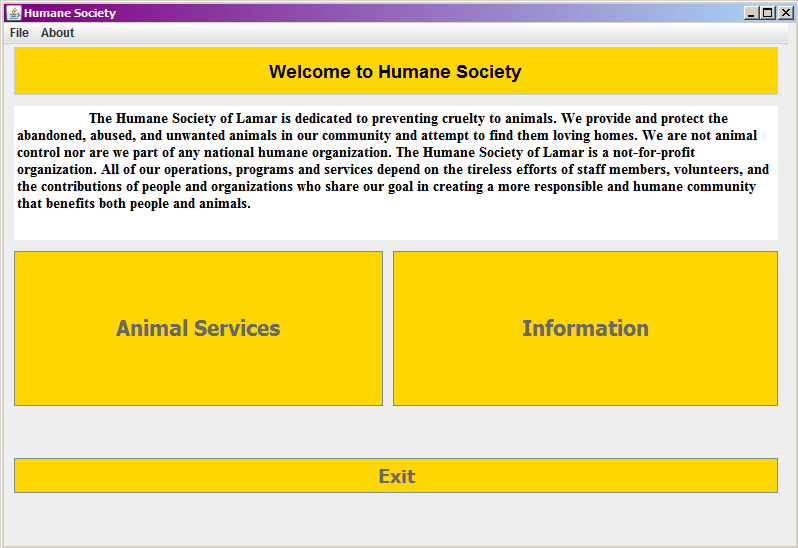 Humane Society
File About
Welcome to Humane Society
The Humane Society of Lamar is dedicated to preventing cruelty to animals. We provide and protect the
abandoned, abused, and unwanted animals in our community and attempt to find them loving homes. We are not animal
control nor are we part of any national humane organization. The Humane Society of Lamar is a not-for-profit
organization. All of our operations, programs and services depend on the tireless efforts of staff members, volunteers, and
the contributions of people and organizations who share our goal in creating a more responsible and humane community
that benefits both people and animals.
Animal Services
Information
Exit